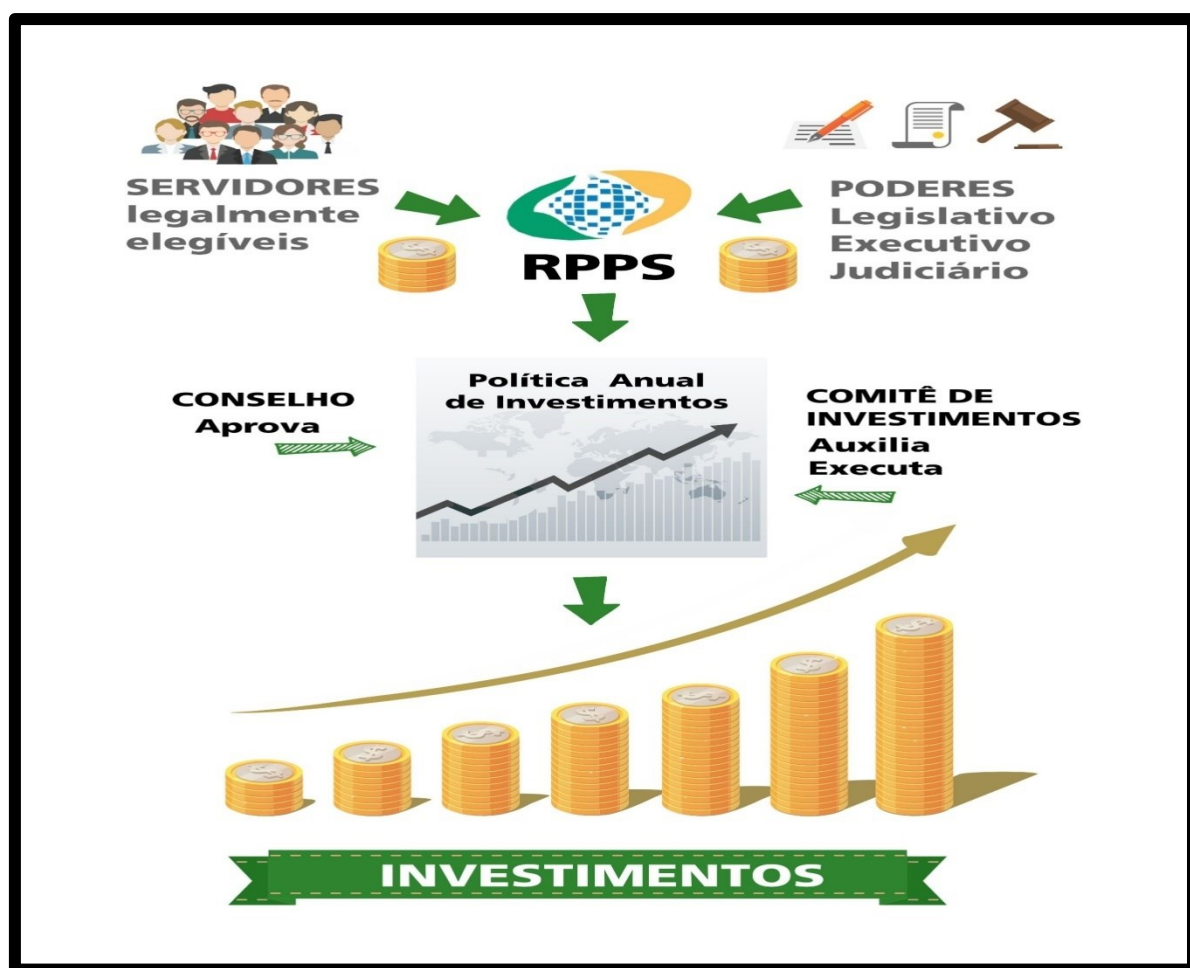 SERVIDORES
legalmente
elegíveis
RPPS
PODERES
Legislativo
Executivo
Judiciário
CONSELHO
Aprova
Política Anual
de Investimentos
COMITÊ DE
INVESTIMENTOS
Auxilia
Executa
INVESTIMENTOS